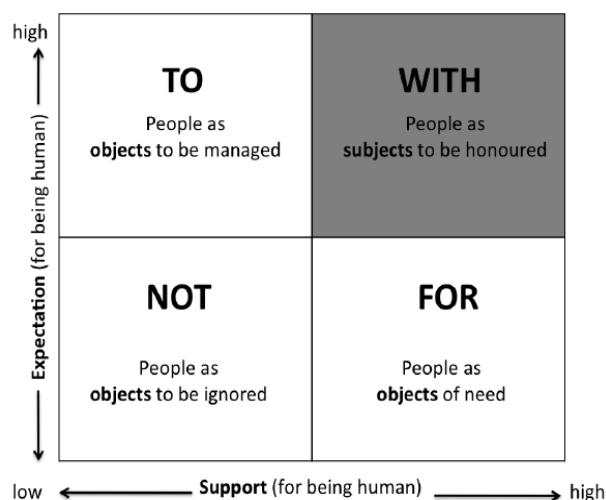 high
TO
People as
objects to be managed
WITH
People as
subjects to be honoured
Expectation (for being human)
NOT
People as
objects to be ignored
FOR
People as
objects of need
low
Support (for being human)
high